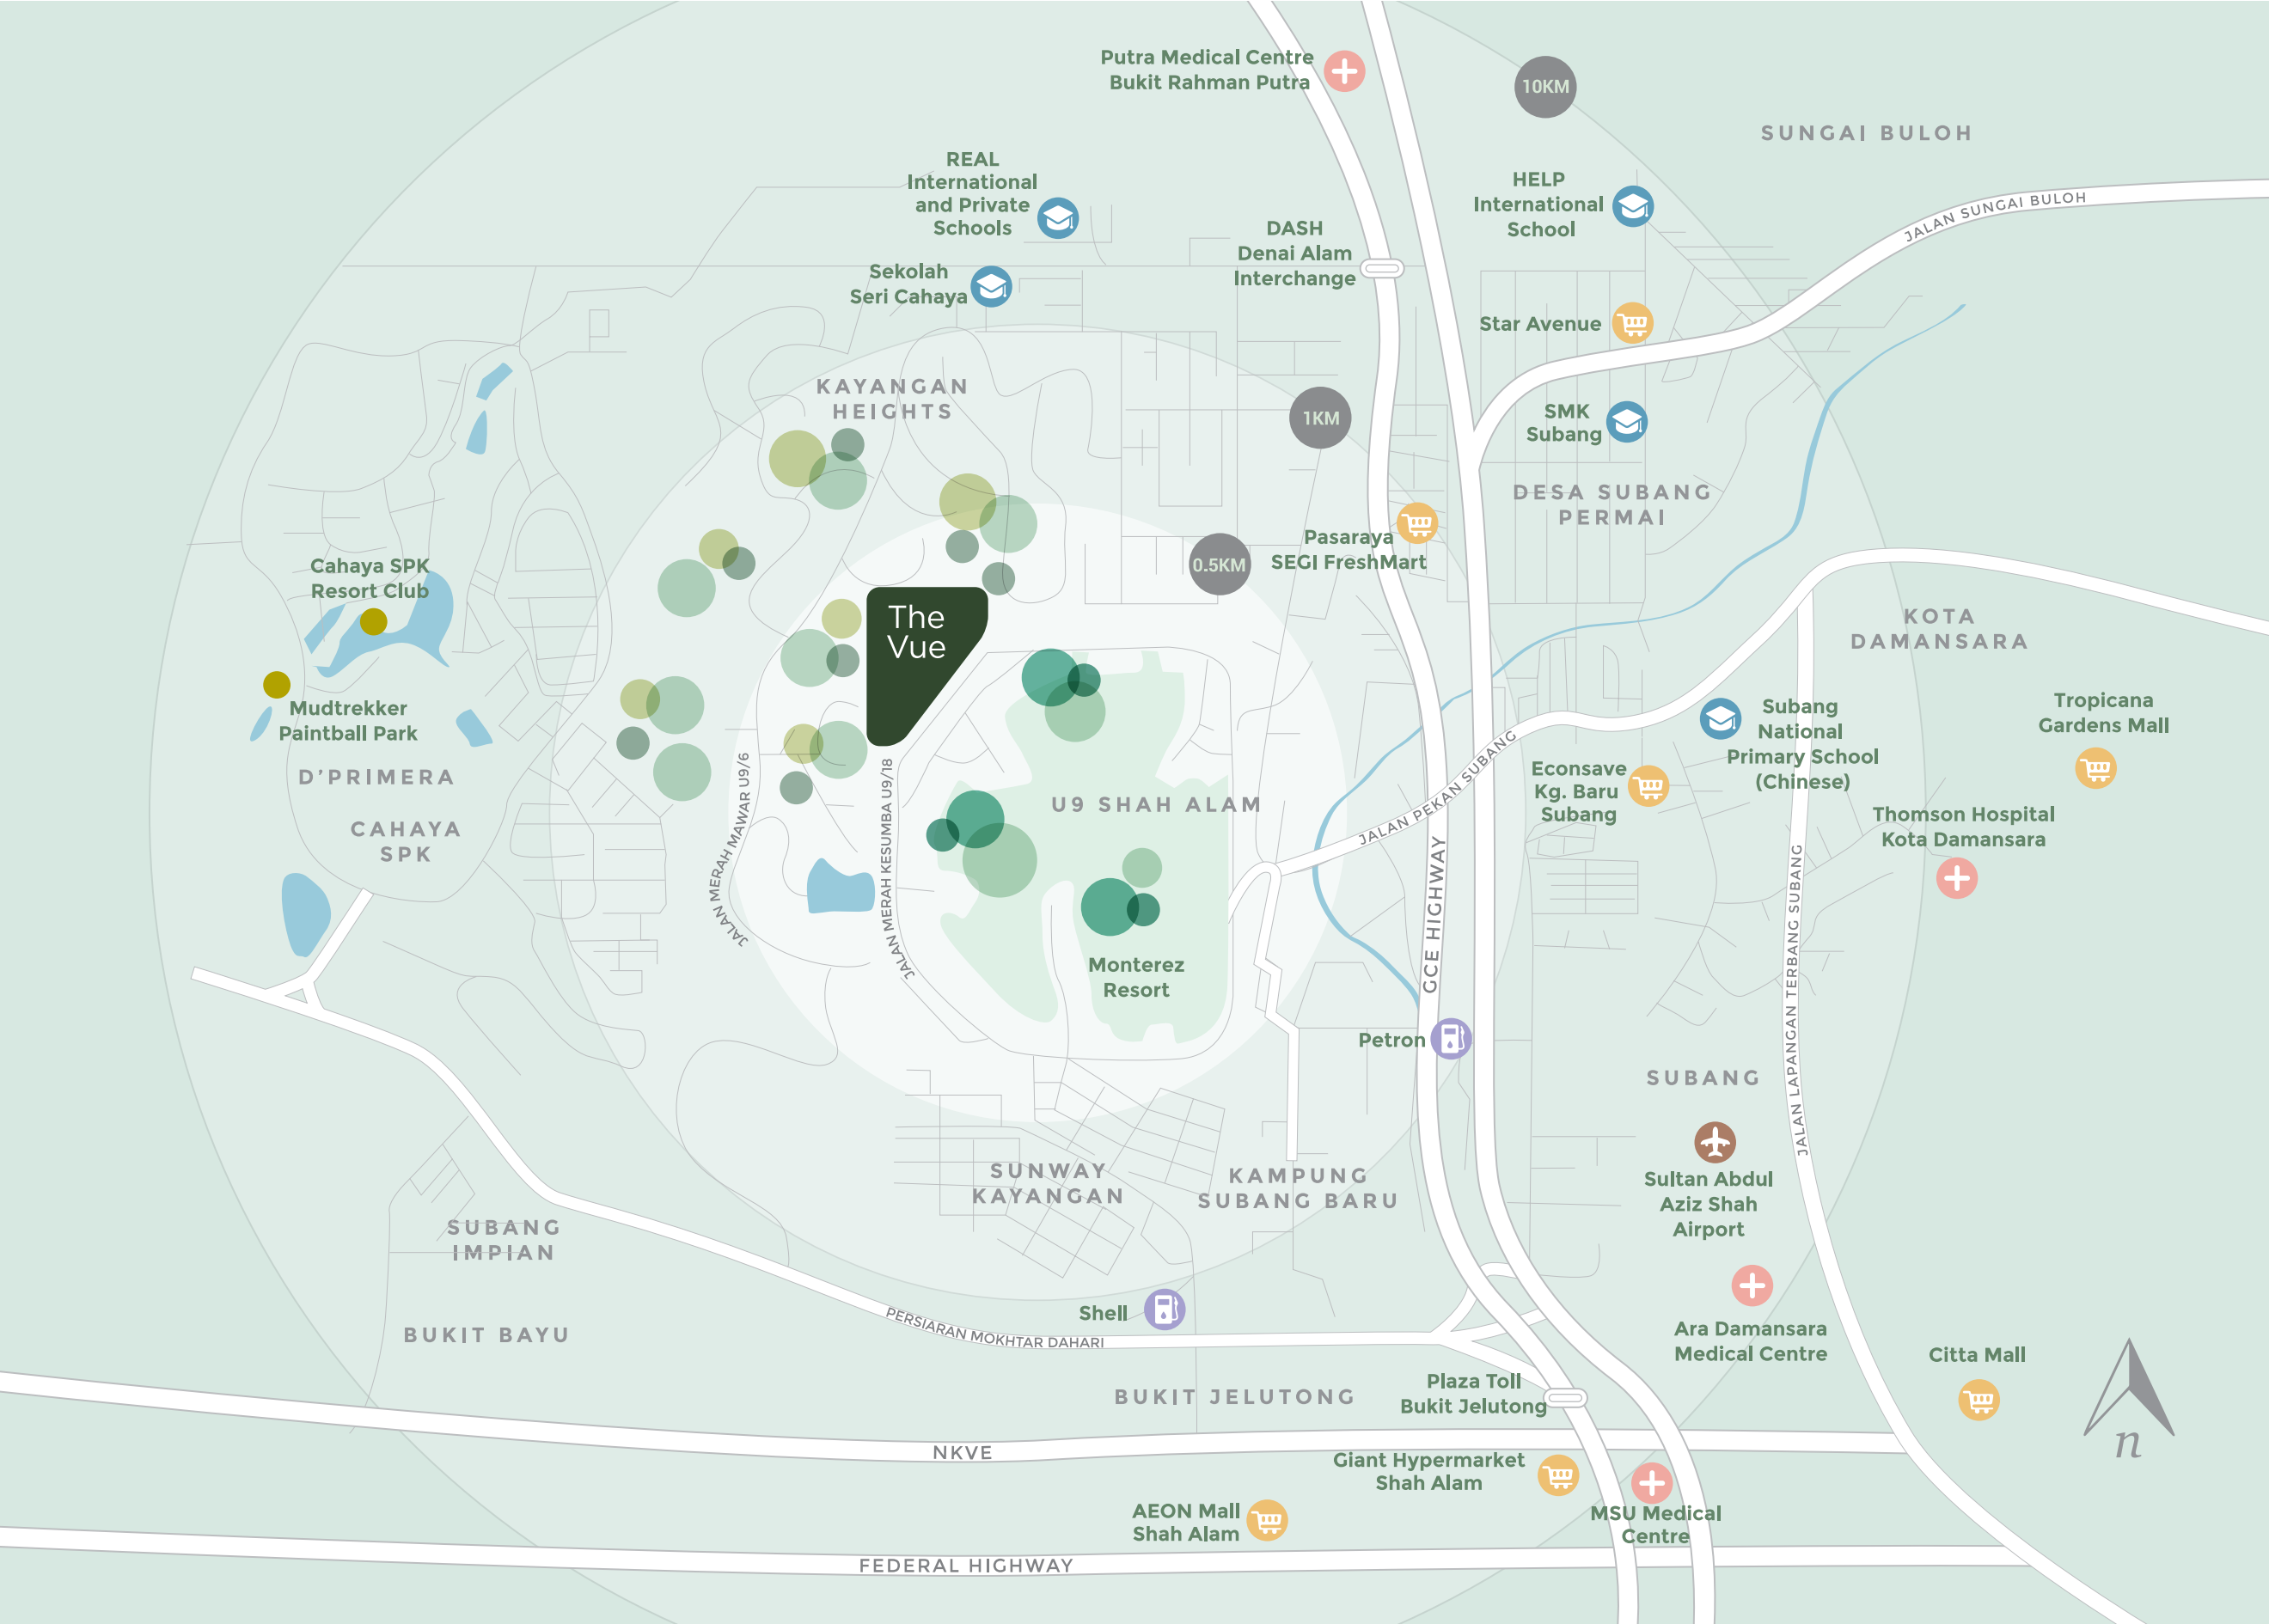 Putra Medical Centre
Bukit Rahman Putra
10KM
SUNGAI BULOH
REAL
International
and Private
Schools
HELP
International
School
JALAN SUNGAI BULOH
DASH
Denai Alam
Interchange
Sekolah
Seri Cahaya
Star Avenue
KAYANGAN
HEIGHTS
1KM
SMK
Subang
DESA SUBANG
PERMAI
Pasaraya
SEGI FreshMart
0.5KM
Cahaya SPK
Resort Club
The
Vue
KOTA
DAMANSARA
Mudtrekker
Paintball Park
Subang
National
Primary School
(Chinese)
Tropicana
Gardens Mall
D'PRIMERA
JALAN MERAH MAWAR U9/6
JALAN MERAH KESUMBA U9/18
U9 SHAH ALAM
JALAN PEKAN SUBANG
Econsave
Kg. Baru
Subang
CAHAYA
SPK
GCE HIGHWAY
Thomson Hospital
Kota Damansara
JALAN LAPANGAN TERBANG SUBANG
Monterez
Resort
Petron
SUBANG
SUNWAY
KAYANGAN
KAMPUNG
SUBANG BARU
Sultan Abdul
Aziz Shah
Airport
SUBANG
IMPIAN
Shell
PERSIARAN MOKHTAR DAHARI
BUKIT BAYU
Ara Damansara
Medical Centre
Citta Mall
Plaza Toll
Bukit Jelutong
BUKIT JELUTONG
n
NKVE
Giant Hypermarket
Shah Alam
AEON Mall
Shah Alam
MSU Medical
Centre
FEDERAL HIGHWAY